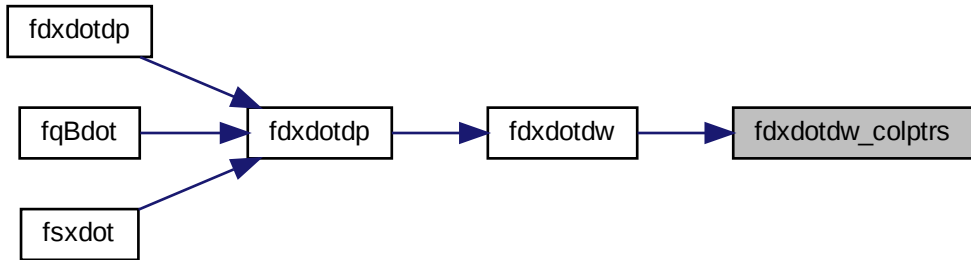 fdxdotdp
fqBdot
fsxdot
fdxdotdp
fdxdotdw
fdxdotdw_colptrs